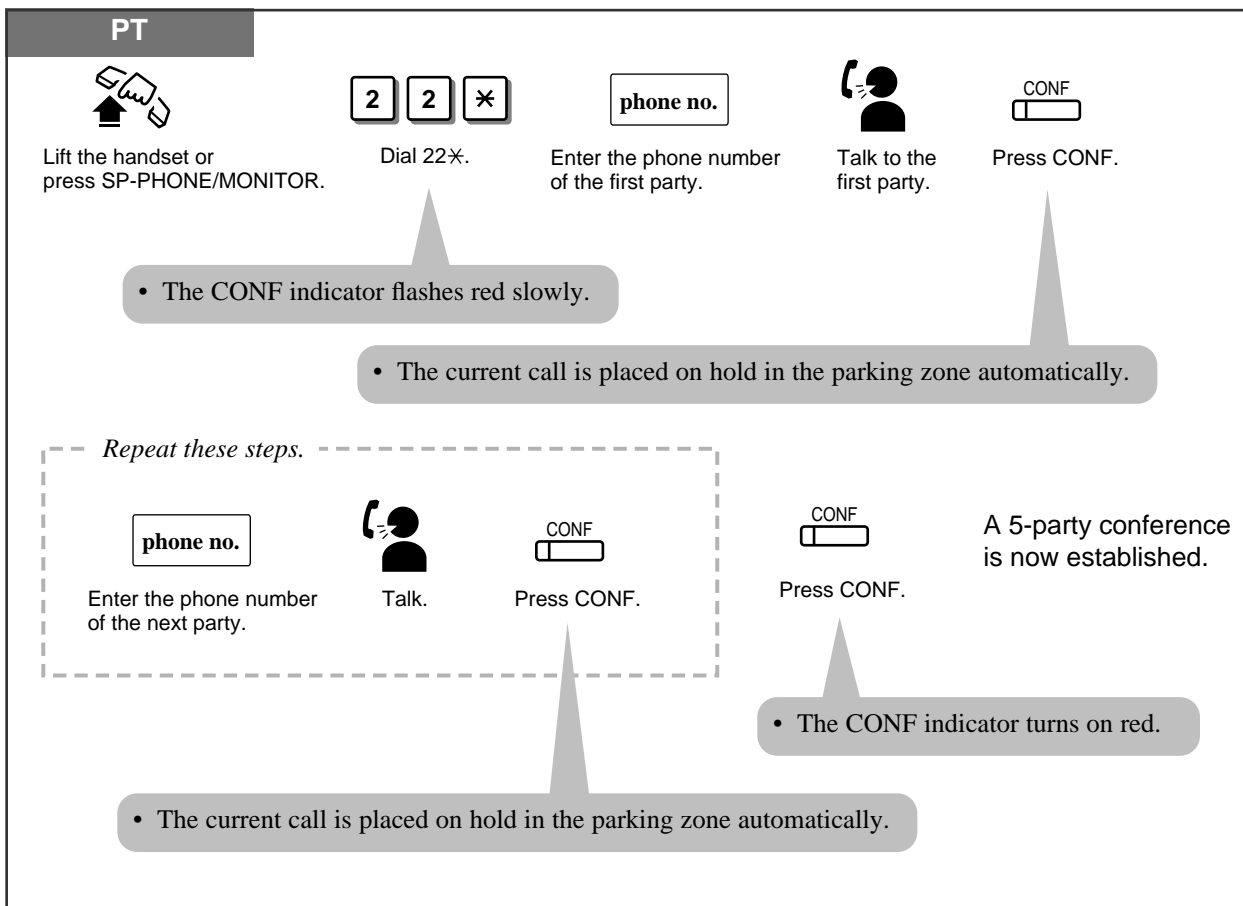 PT
2 2 ✳
phone no.
CONF
Lift the handset or
press SP-PHONE/MONITOR.
Dial 22✳.
Enter the phone number
of the first party.
Talk to the
first party.
Press CONF.
• The CONF indicator flashes red slowly.
• The current call is placed on hold in the parking zone automatically.
Repeat these steps.
phone no.
CONF
Enter the phone number
of the next party.
Talk.
Press CONF.
CONF
Press CONF.
A 5-party conference
is now established.
• The CONF indicator turns on red.
• The current call is placed on hold in the parking zone automatically.